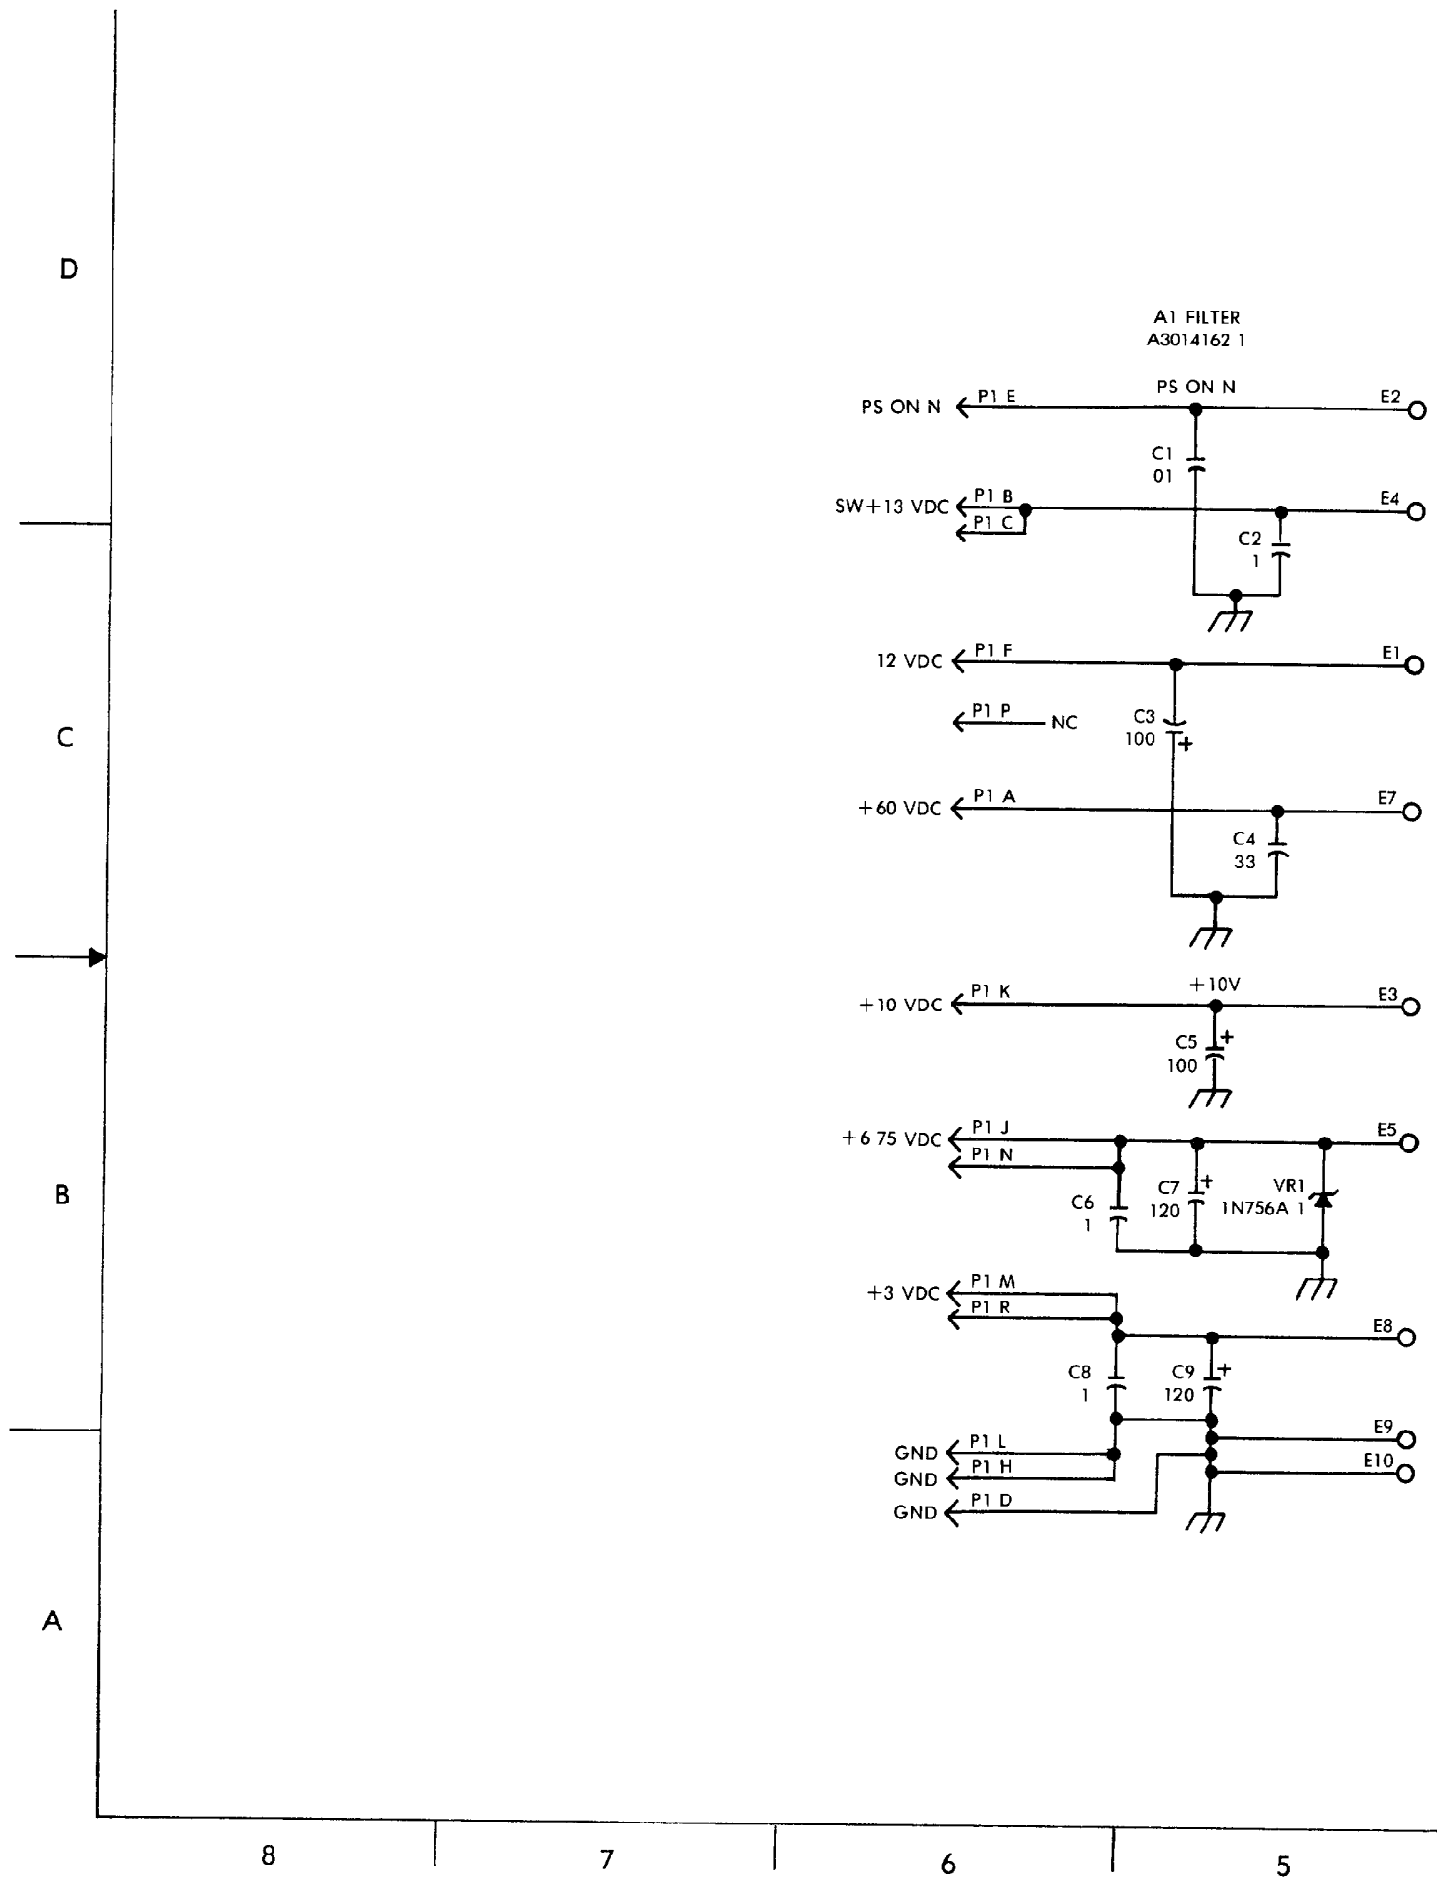 D
A1 FILTER
A3014162 1
PS ON N
PS ON N
P1 E
E2
C1
01
SW+13 VDC
P1 B
P1 C
E4
C2
1
12 VDC
P1 F
E1
C
P1 P
NC
C3
100
+
+60 VDC
P1 A
E7
C4
33
+10V
+10 VDC
P1 K
E3
C5
100
+
+6 75 VDC
P1 J
P1 N
E5
B
C6
1
C7
120
+
VR1
1N756A 1
+3 VDC
P1 M
P1 R
E8
C8
1
C9
120
+
GND
P1 L
E9
GND
P1 H
E10
GND
P1 D
A
8
7
6
5